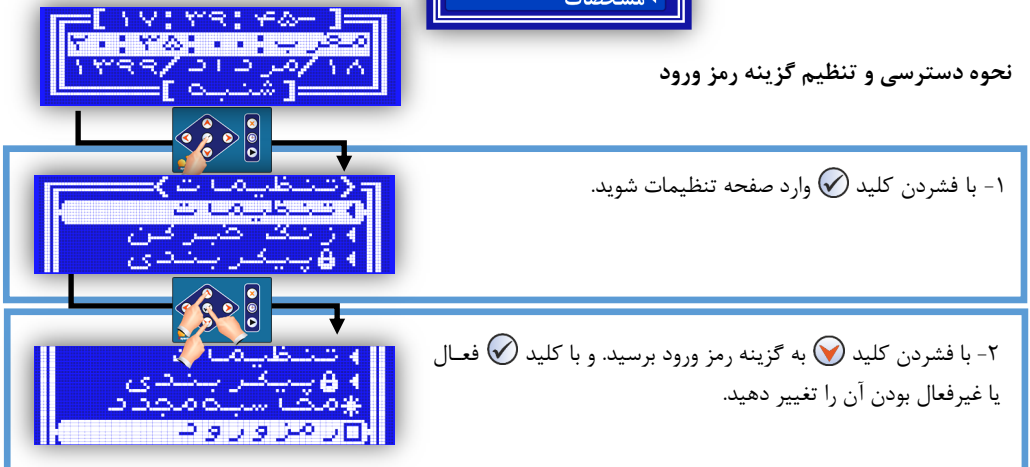 مشخصات
[ ۱۷:۳۹:۴۵- ]
مغرب: ۲۰:۳۵:۰۰
۱۸/مرداد/۱۳۹۹
[ شنبه ]
نحوه دسترسی و تنظیم گزینه رمز ورود
۱- با فشردن کلید وارد صفحه تنظیمات شوید.
<تنظیمات>
تنظیمات
زنگ خبرکن
پیکربندی
۲- با فشردن کلید به گزینه رمز ورود برسید. و با کلید فعـال
یا غیرفعال بودن آن را تغییر دهید.
تنظیمات
پیکربندی
محاسبه مجدد
رمز ورود